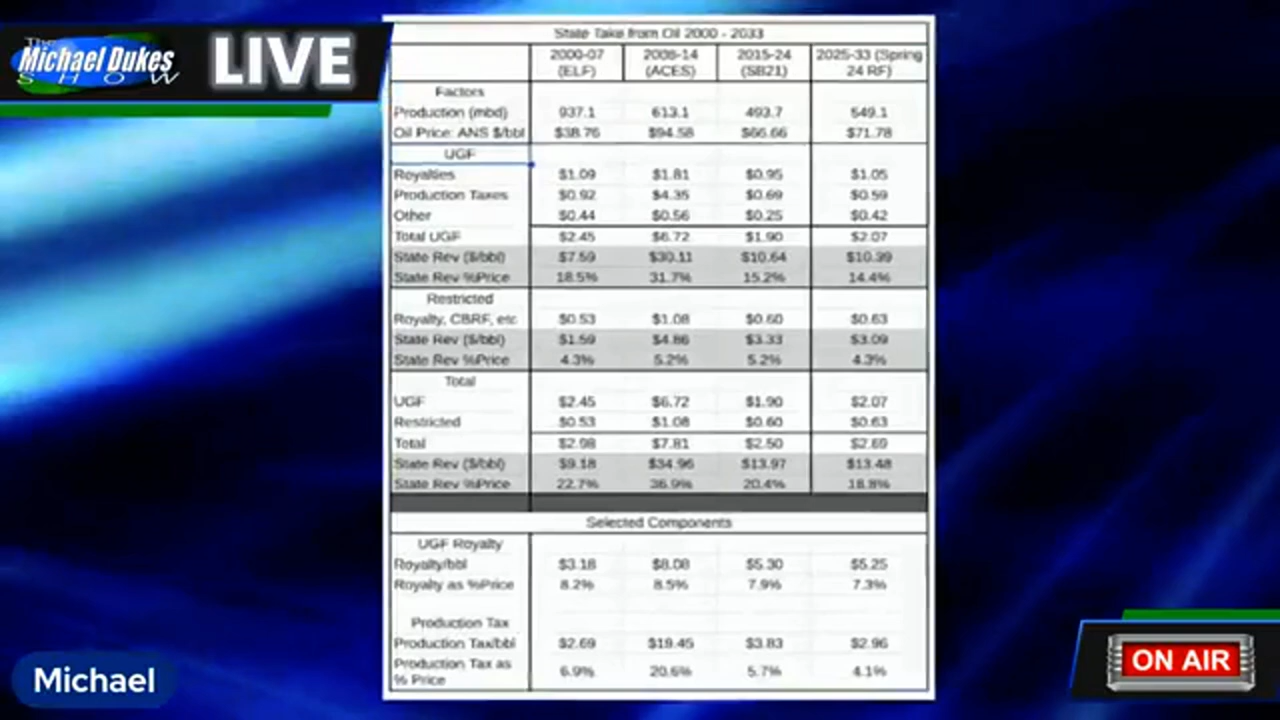 The
Michael Dukes
SHOW
LIVE
State Take from Oil 2000 - 2033
2000-07 (ELF) 2008-14 (ACES) 2015-24 (SB21) 2025-33 (Spring 24 RF)
Factors
Production (mbd) 937.1 613.1 493.7 549.1
Oil Price: ANS $/bbl $38.76 $94.58 $66.66 $71.78
UGF
Royalties $1.09 $1.81 $0.95 $1.05
Production Taxes $0.92 $4.35 $0.69 $0.59
Other $0.44 $0.56 $0.25 $0.42
Total UGF $2.45 $6.72 $1.90 $2.07
State Rev ($/bbl) $7.59 $30.11 $10.64 $10.39
State Rev %Price 18.5% 31.7% 15.2% 14.4%
Restricted
Royalty, CBRF, etc $0.53 $1.08 $0.60 $0.63
State Rev ($/bbl) $1.59 $4.86 $3.33 $3.09
State Rev %Price 4.3% 5.2% 5.2% 4.3%
Total
UGF $2.45 $6.72 $1.90 $2.07
Restricted $0.53 $1.08 $0.60 $0.63
Total $2.98 $7.81 $2.50 $2.69
State Rev ($/bbl) $9.18 $34.96 $13.97 $13.48
State Rev %Price 22.7% 36.9% 20.4% 18.8%
Selected Components
UGF Royalty
Royalty/bbl $3.18 $8.08 $5.30 $5.25
Royalty as %Price 8.2% 8.5% 7.9% 7.3%
Production Tax
Production Tax/bbl $2.69 $19.45 $3.83 $2.96
Production Tax as % Price 6.9% 20.6% 5.7% 4.1%
Michael
ON AIR